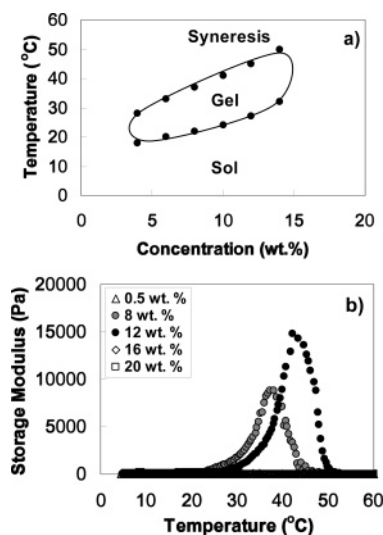 a)
Temperature (°C)
60
50
40
30
20
10
0
Syneresis
Gel
Sol
0
5
10
15
20
Concentration (wt.%)
b)
Storage Modulus (Pa)
20000
15000
10000
5000
0
0.5 wt. %
8 wt. %
12 wt. %
16 wt. %
20 wt. %
0
10
20
30
40
50
60
Temperature (°C)